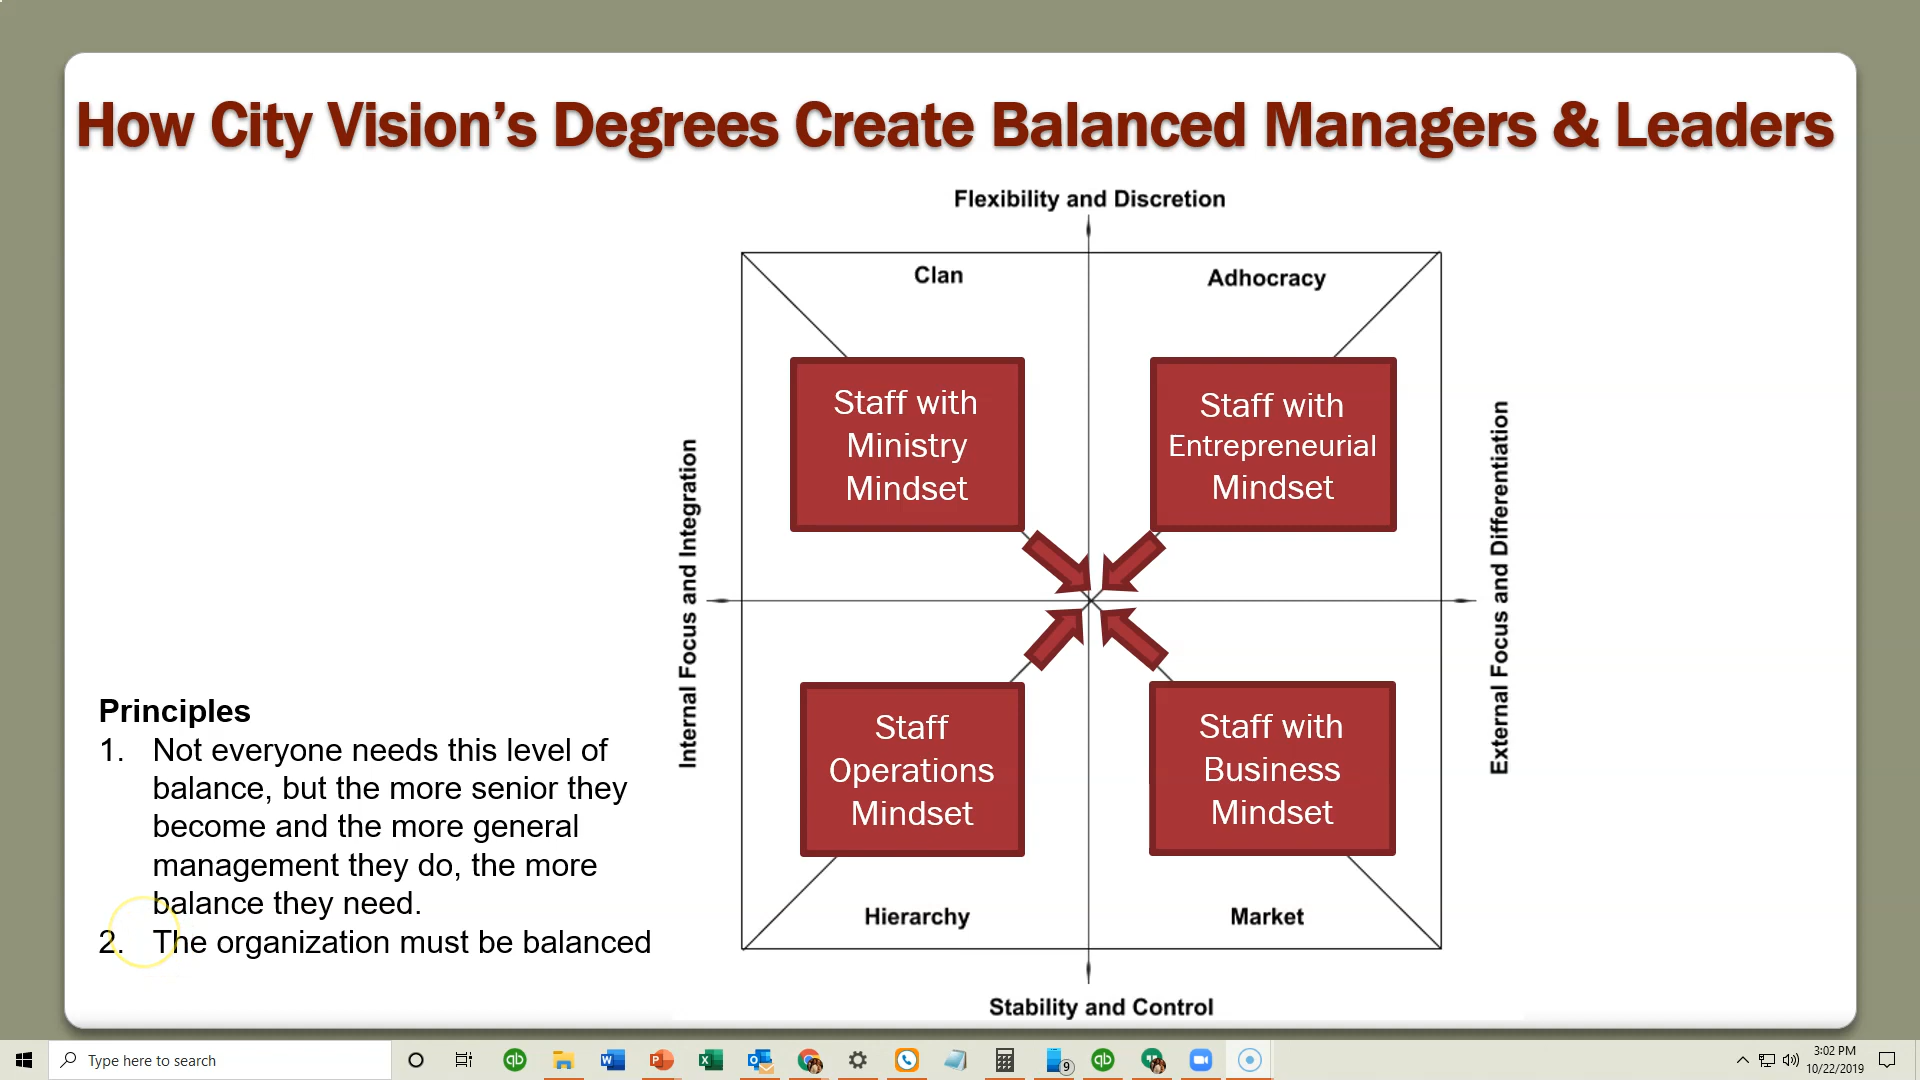 How City Vision's Degrees Create Balanced Managers & Leaders
Flexibility and Discretion
Clan
Adhocracy
Staff with
Ministry
Mindset
Staff with
Entrepreneurial
Mindset
Internal Focus and Integration
External Focus and Differentiation
Principles
1. Not everyone needs this level of
balance, but the more senior they
become and the more general
management they do, the more
balance they need.
2. The organization must be balanced
Staff
Operations
Mindset
Staff with
Business
Mindset
Hierarchy
Market
Stability and Control
Type here to search
9
3:02 PM
10/22/2019